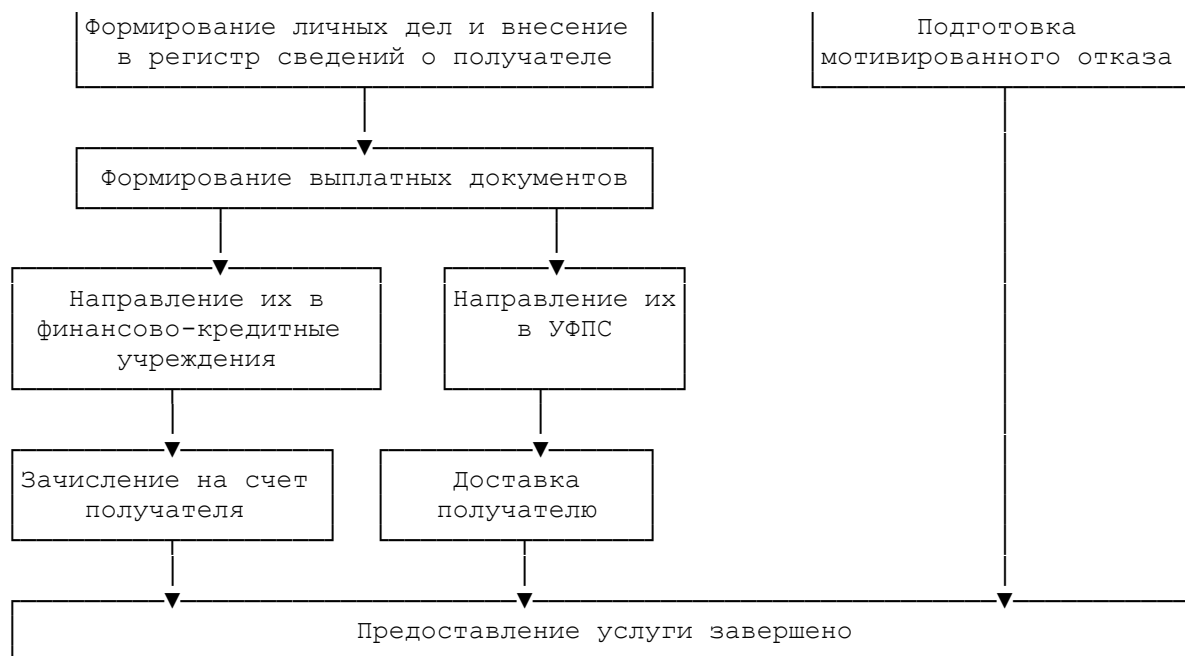 Формирование личных дел и внесение
в регистр сведений о получателе
Подготовка
мотивированного отказа
Формирование выплатных документов
Направление их в
финансово-кредитные
учреждения
Направление их
в УФПС
Зачисление на счет
получателя
Доставка
получателю
Предоставление услуги завершено